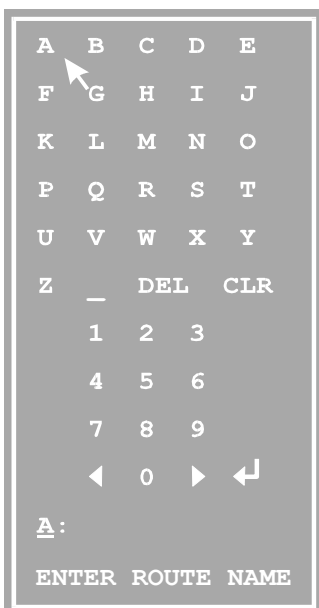 A B C D E
F G H I J
K L M N O
P Q R S T
U V W X Y
Z _ DEL CLR
1 2 3
4 5 6
7 8 9
◀ 0 ▶ ↵
A:
ENTER ROUTE NAME